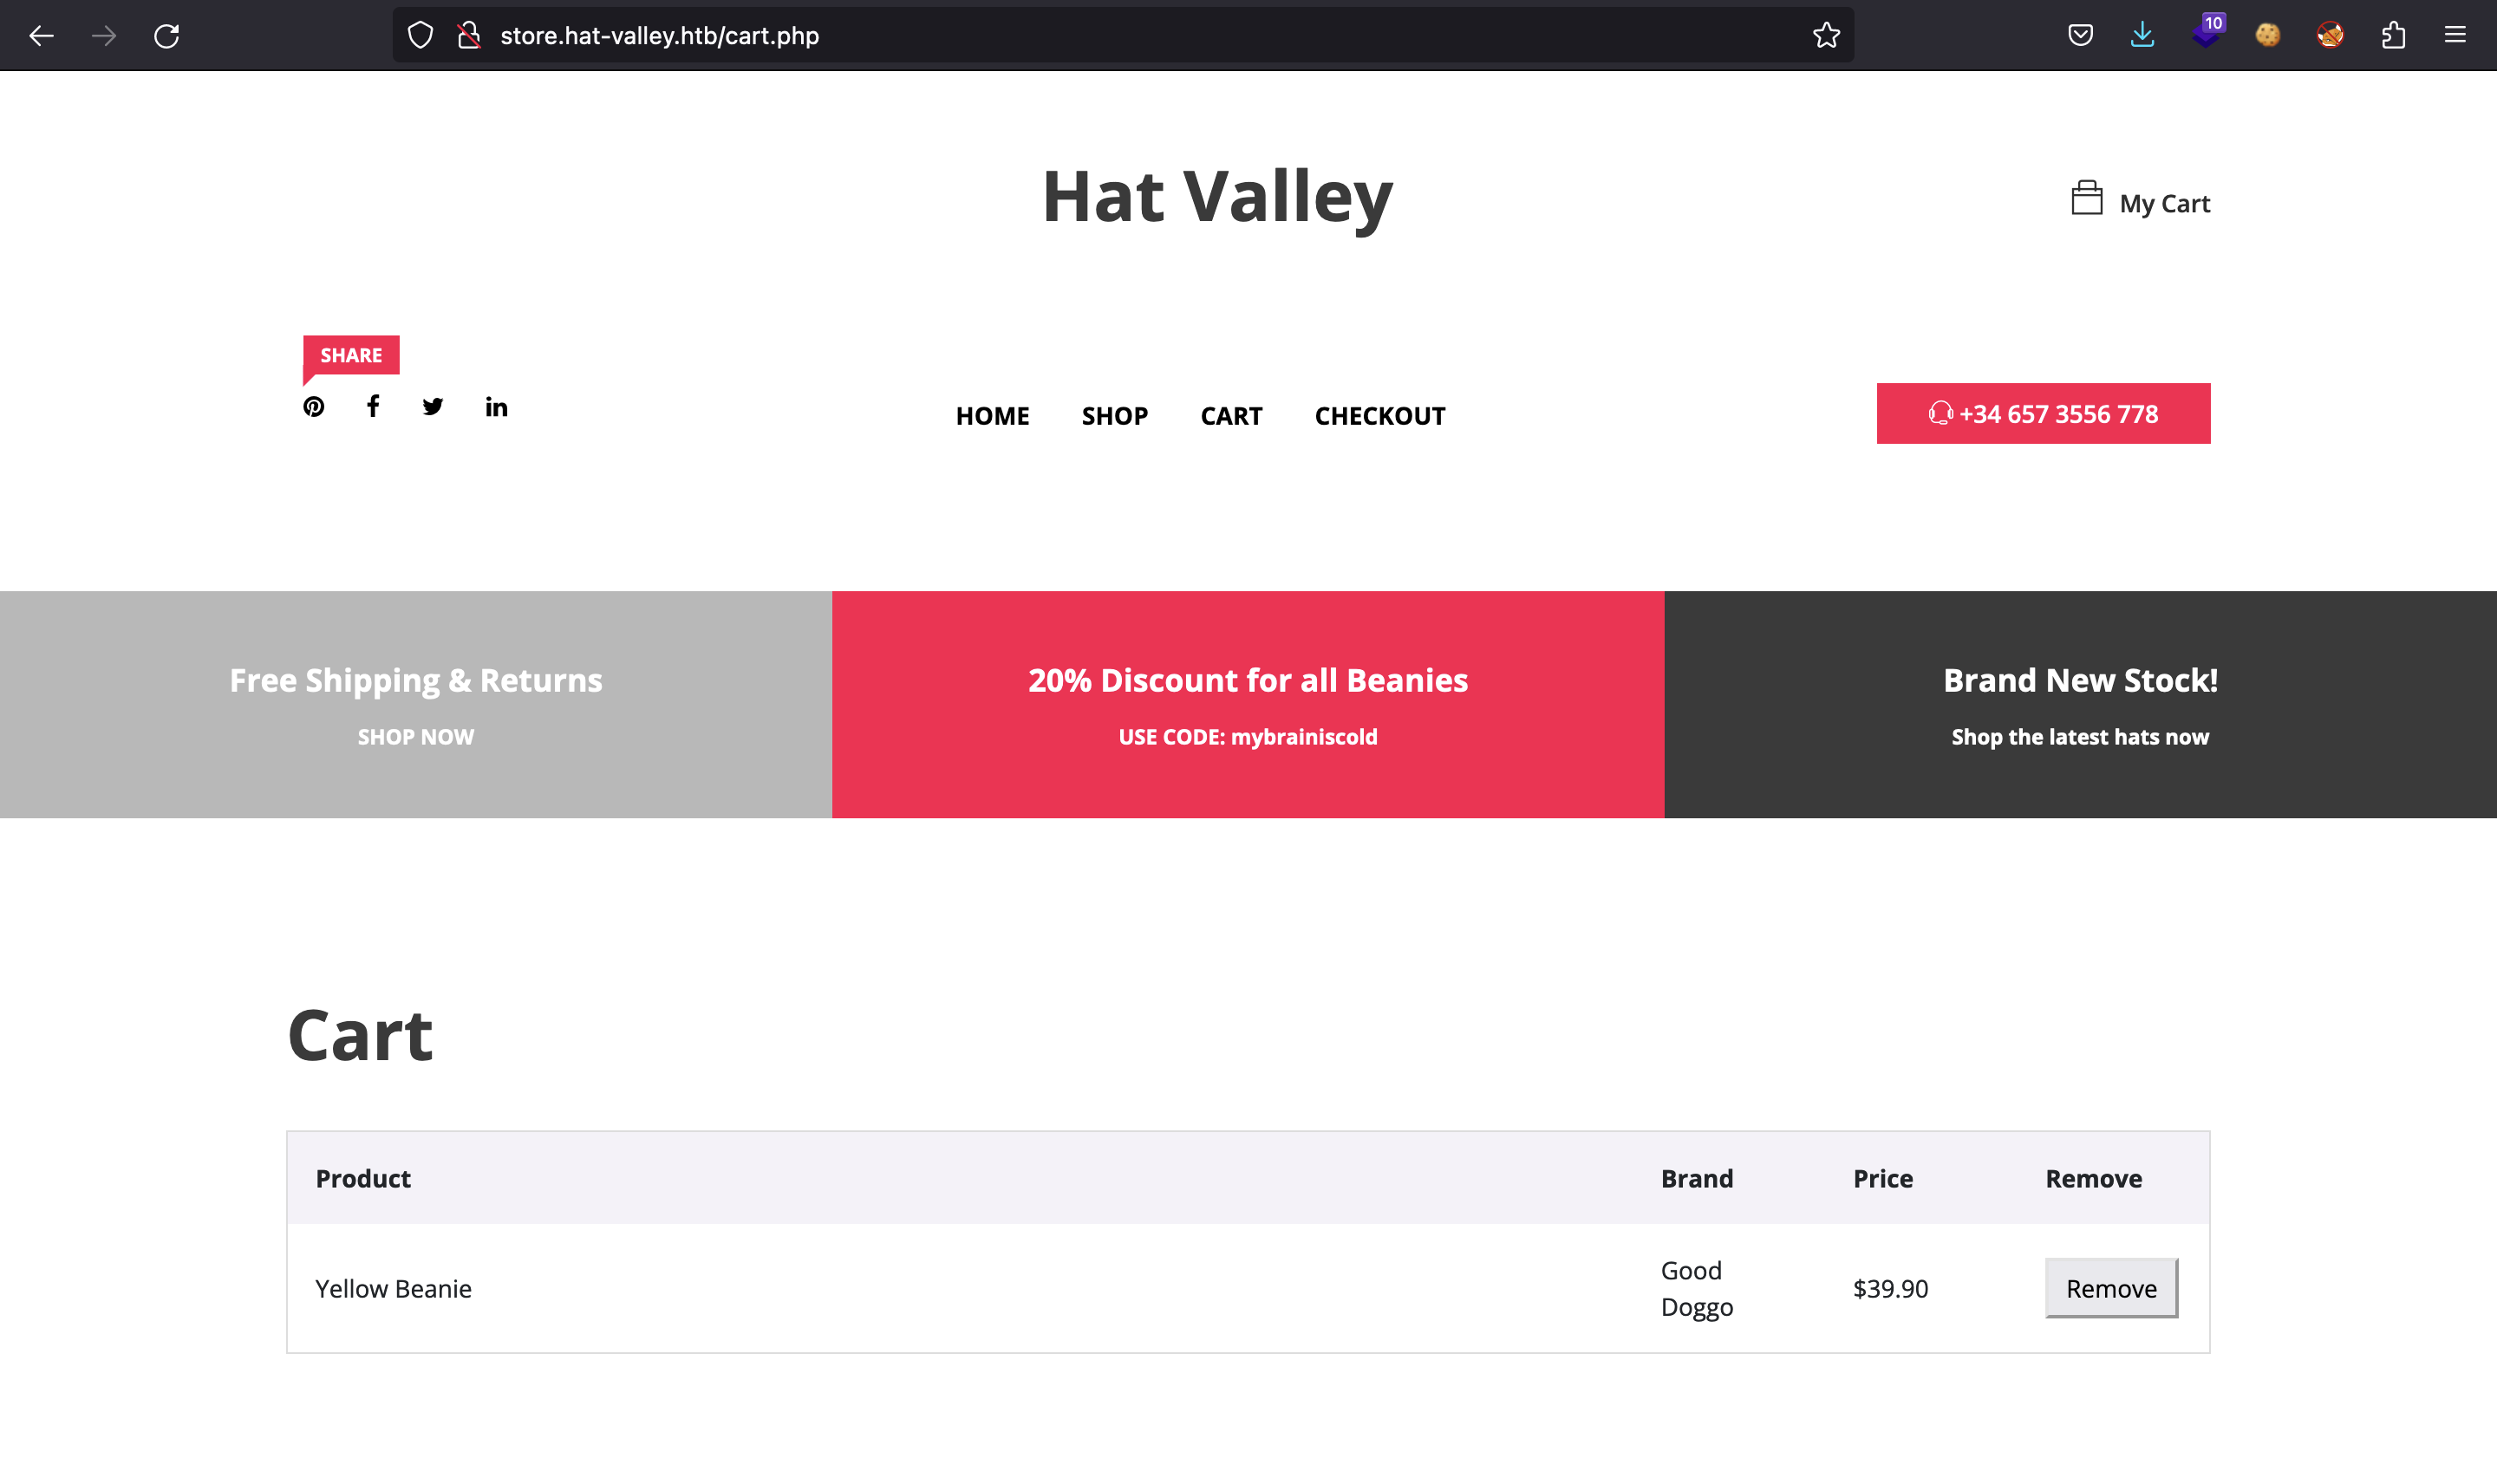 store.hat-valley.htb/cart.php
10
Hat Valley
My Cart
SHARE
HOME SHOP CART CHECKOUT
+34 657 3556 778
Free Shipping & Returns
SHOP NOW
20% Discount for all Beanies
USE CODE: mybrainiscold
Brand New Stock!
Shop the latest hats now
Cart
Product Brand Price Remove
Yellow Beanie Good Doggo $39.90 Remove